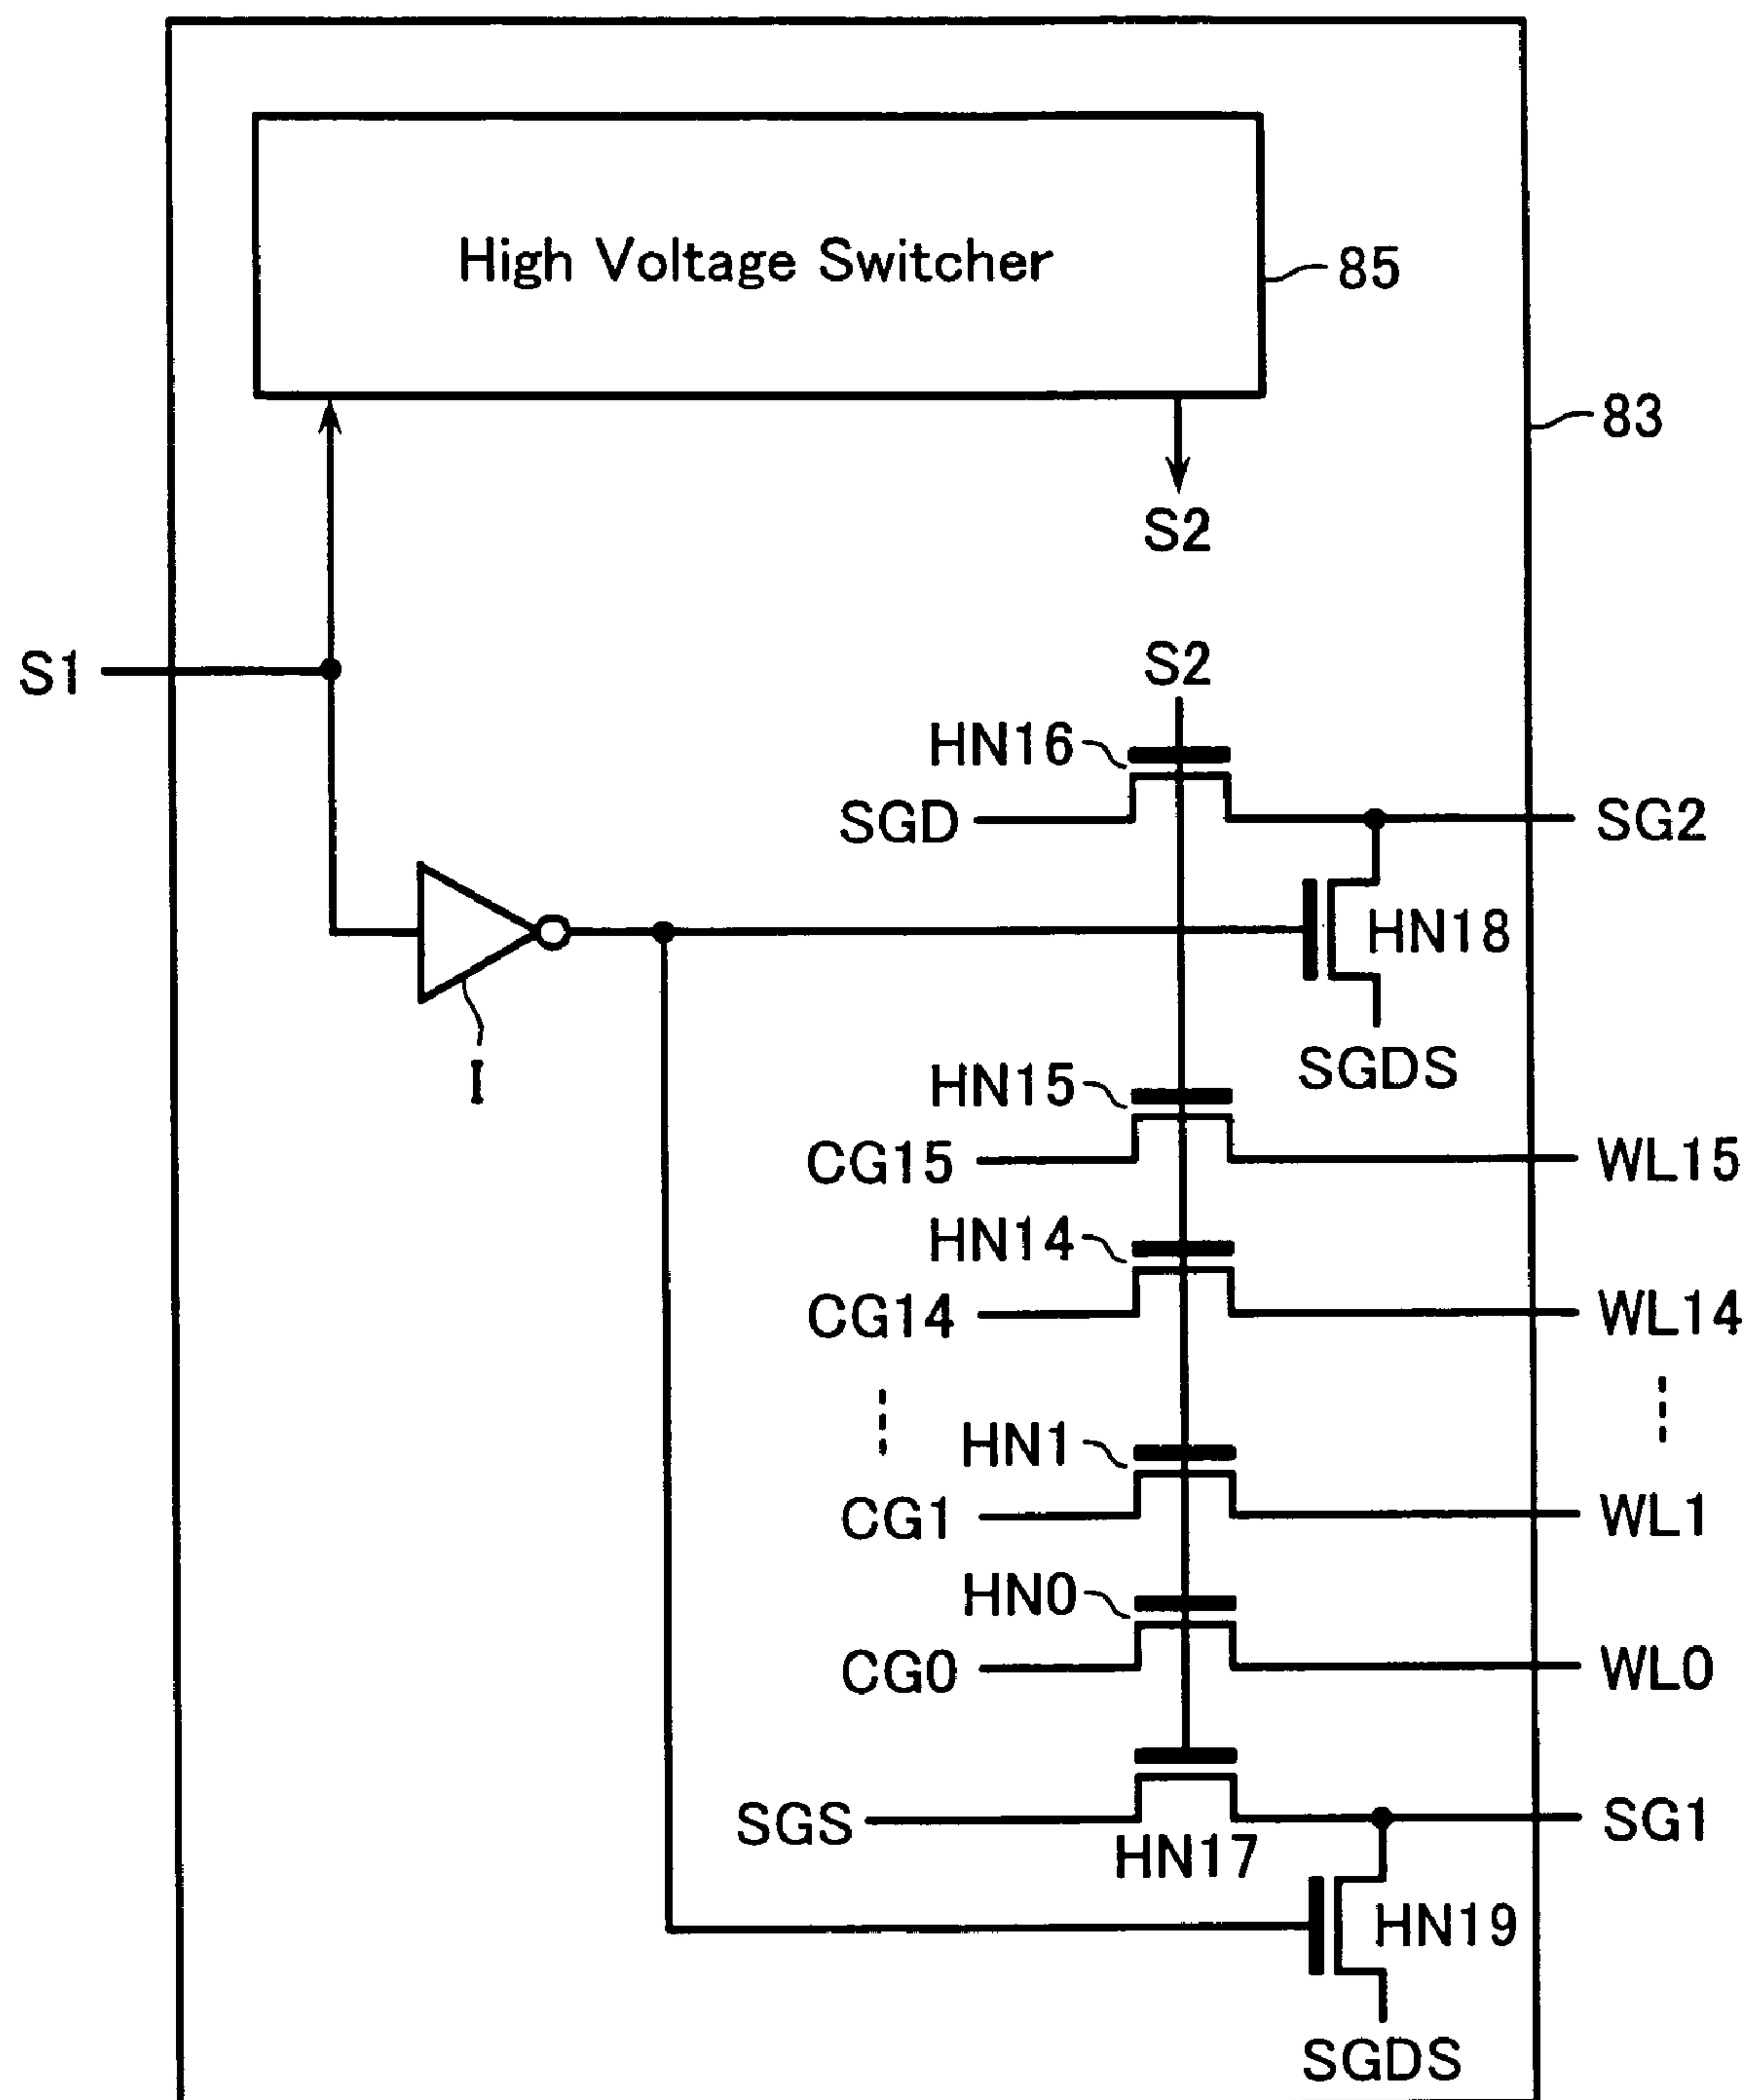 High Voltage Switcher
85
83
S2
S1
S2
HN16
SGD
SG2
HN18
I
SGDS
HN15
CG15
WL15
HN14
CG14
WL14
HN1
CG1
WL1
HN0
CG0
WL0
SGS
SG1
HN17
HN19
SGDS